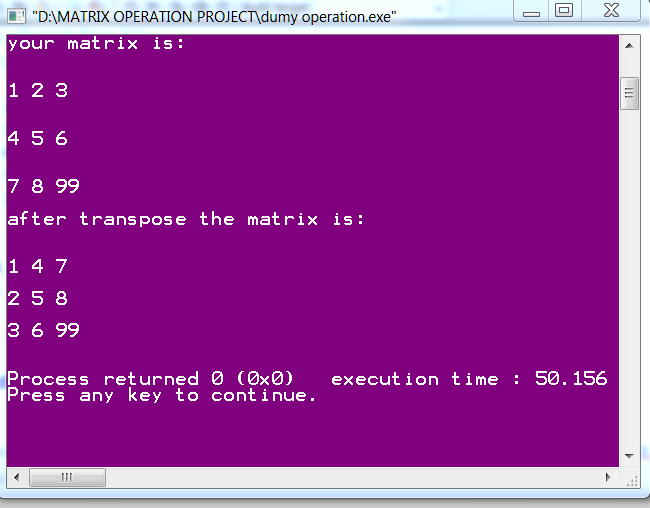 "D:\MATRIX OPERATION PROJECT\dumy operation.exe"
your matrix is:
1 2 3
4 5 6
7 8 99
after transpose the matrix is:
1 4 7
2 5 8
3 6 99
Process returned 0 (0x0)   execution time : 50.156
Press any key to continue.